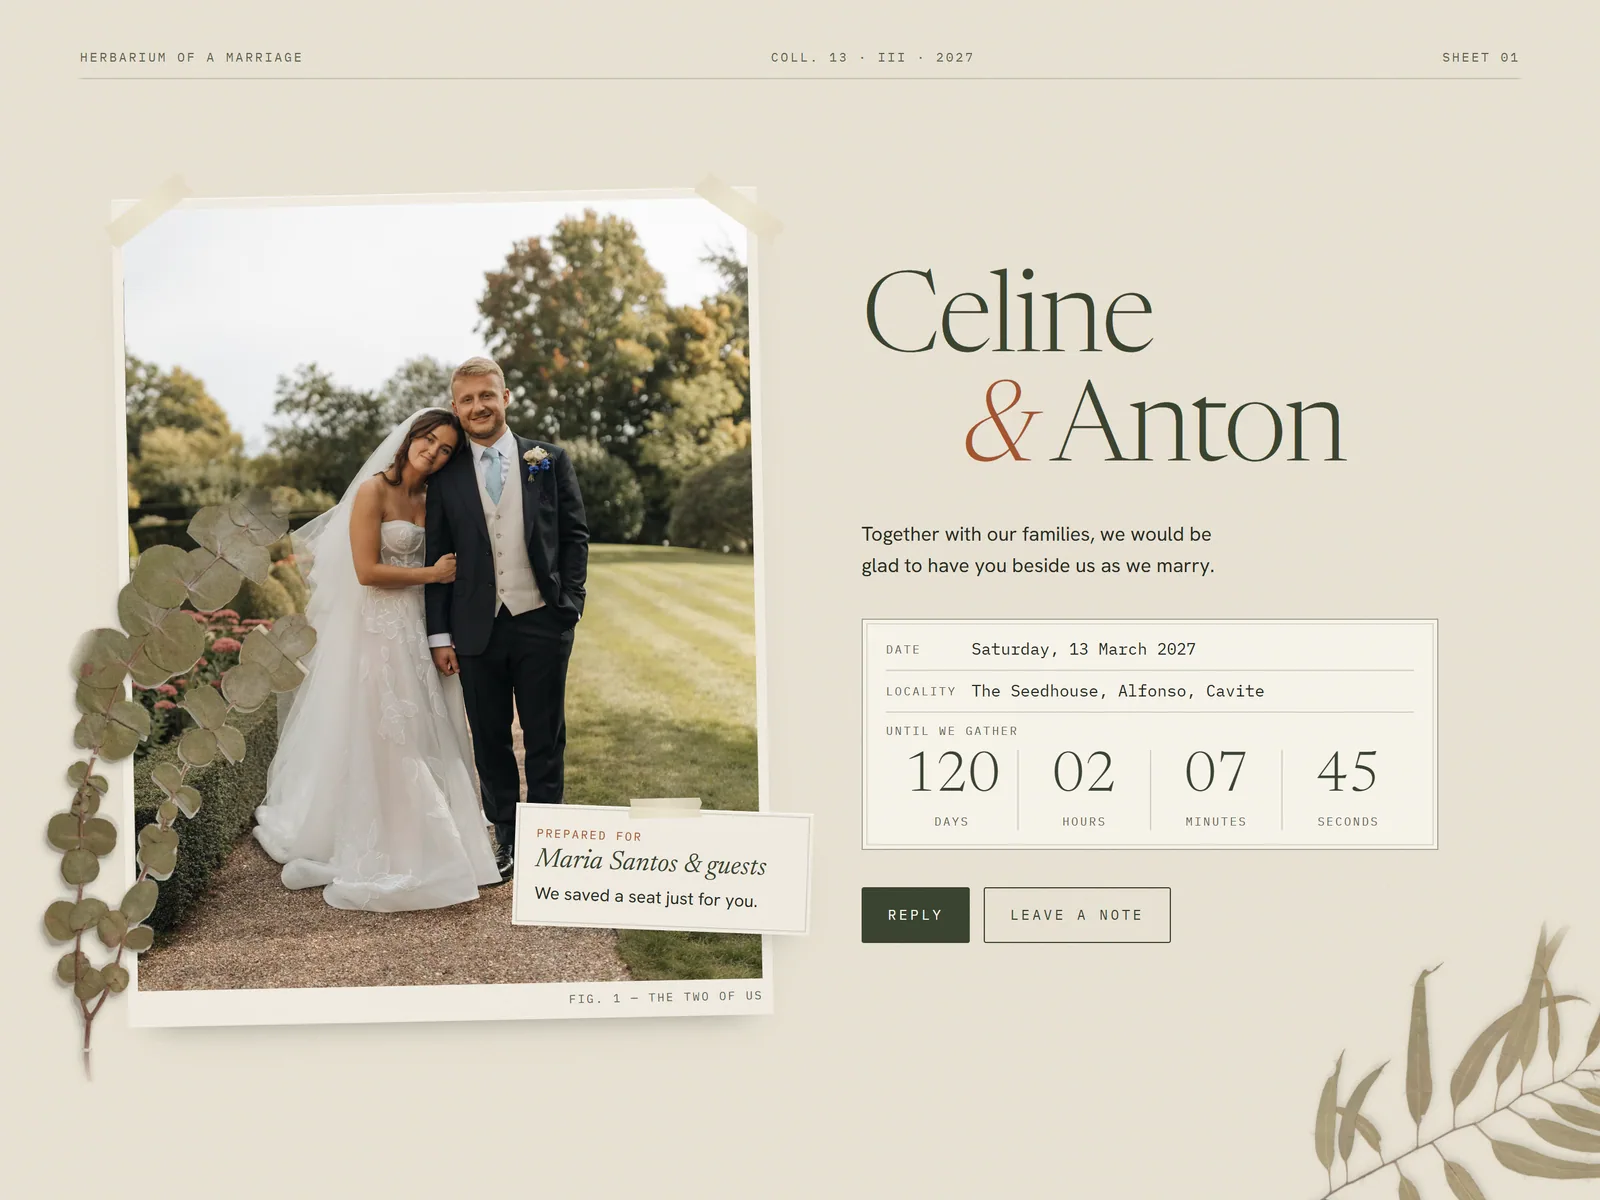 HERBARIUM OF A MARRIAGE
COLL. 13 · III · 2027
SHEET 01
Celine
& Anton
Together with our families, we would be
glad to have you beside us as we marry.
DATE Saturday, 13 March 2027
LOCALITY The Seedhouse, Alfonso, Cavite
UNTIL WE GATHER
120 02 07 45
DAYS HOURS MINUTES SECONDS
REPLY LEAVE A NOTE
PREPARED FOR
Maria Santos & guests
We saved a seat just for you.
FIG. 1 — THE TWO OF US